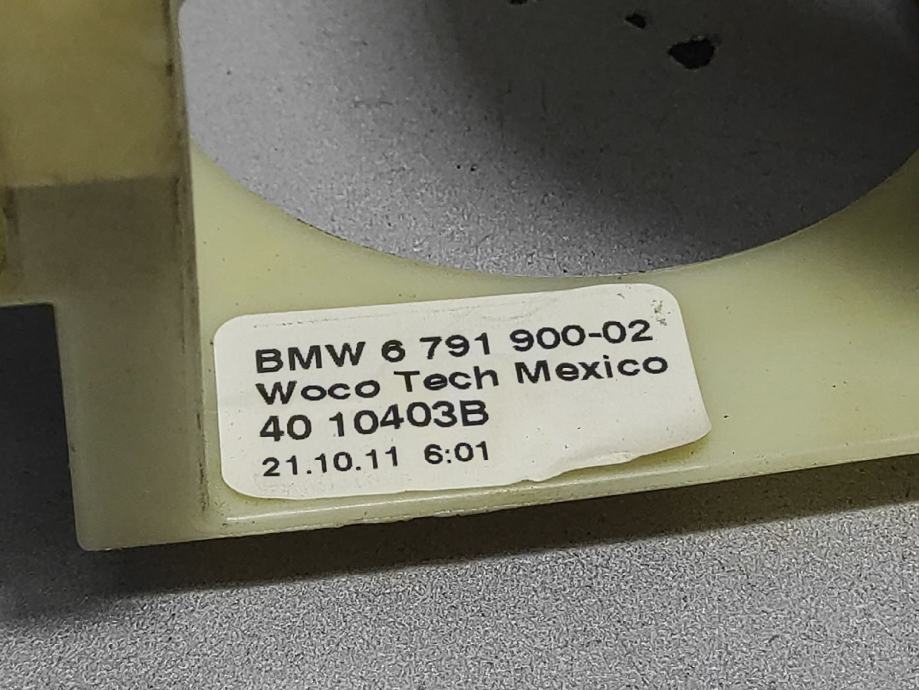 BMW 6 791 900-02
Woco Tech Mexico
40 10403B
21.10.11 6:01